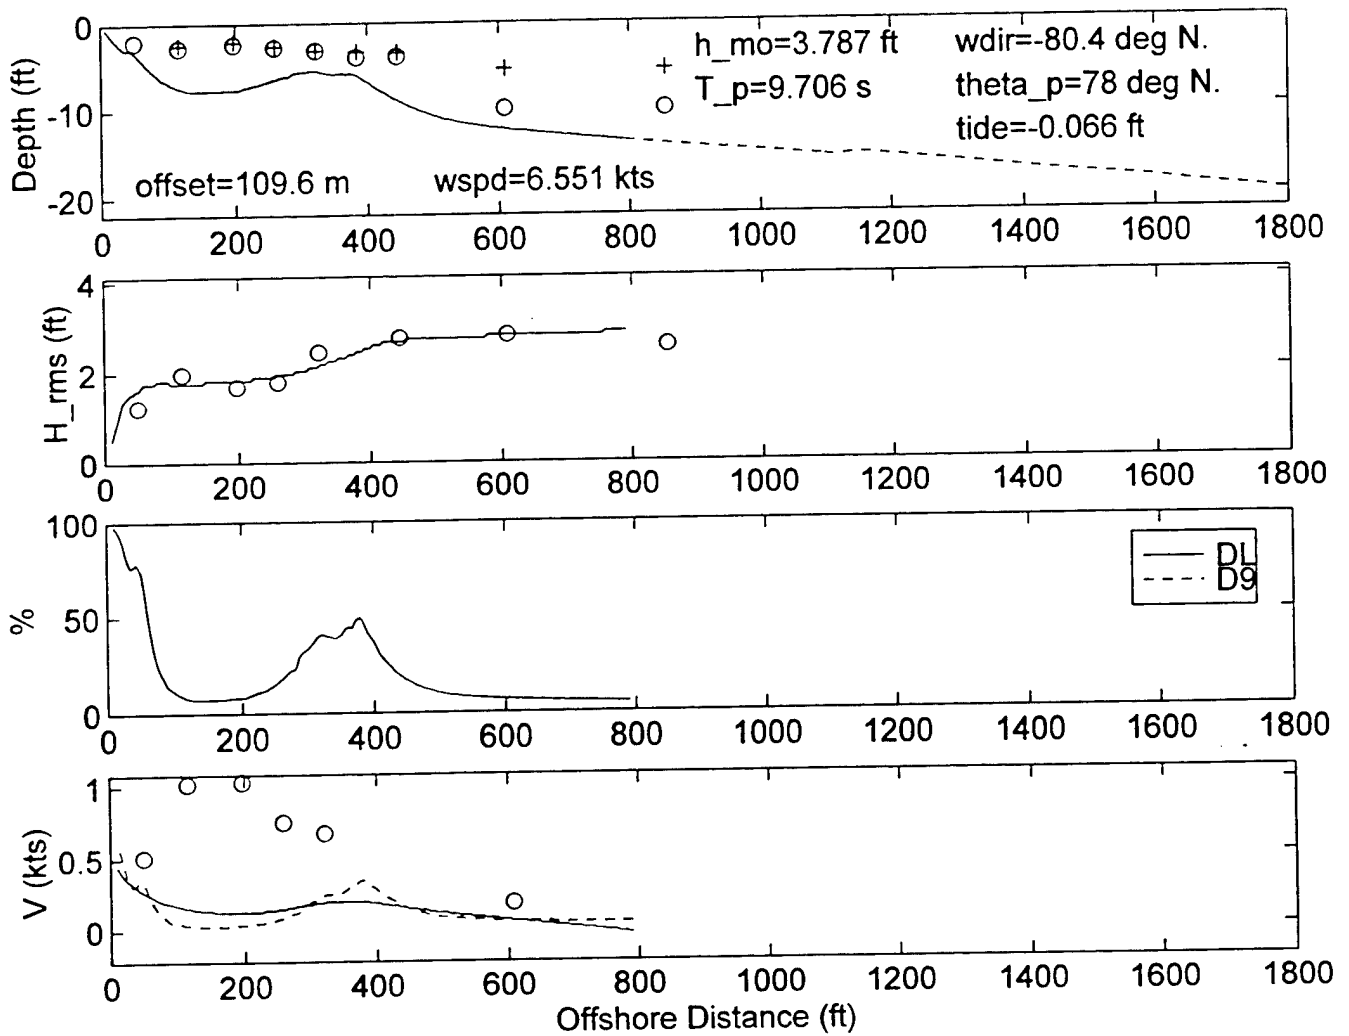 0
-10
-20
Depth (ft)
h_mo=3.787 ft
wdir=-80.4 deg N.
T_p=9.706 s
theta_p=78 deg N.
tide=-0.066 ft
offset=109.6 m
wspd=6.551 kts
0 200 400 600 800 1000 1200 1400 1600 1800
4
2
0
H_rms (ft)
0 200 400 600 800 1000 1200 1400 1600 1800
100
50
0
%
DL
D9
0 200 400 600 800 1000 1200 1400 1600 1800
1
0.5
0
V (kts)
0 200 400 600 800 1000 1200 1400 1600 1800
Offshore Distance (ft)